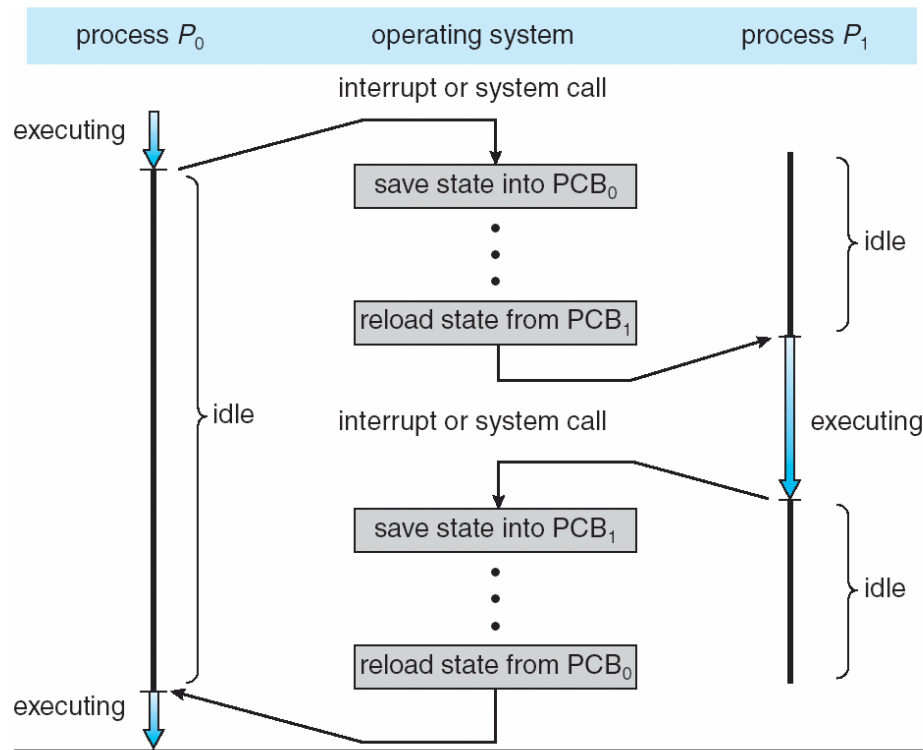 process P₀ operating system process P₁
interrupt or system call
executing
save state into PCB₀
idle
reload state from PCB₁
idle
interrupt or system call
executing
save state into PCB₁
idle
reload state from PCB₀
executing